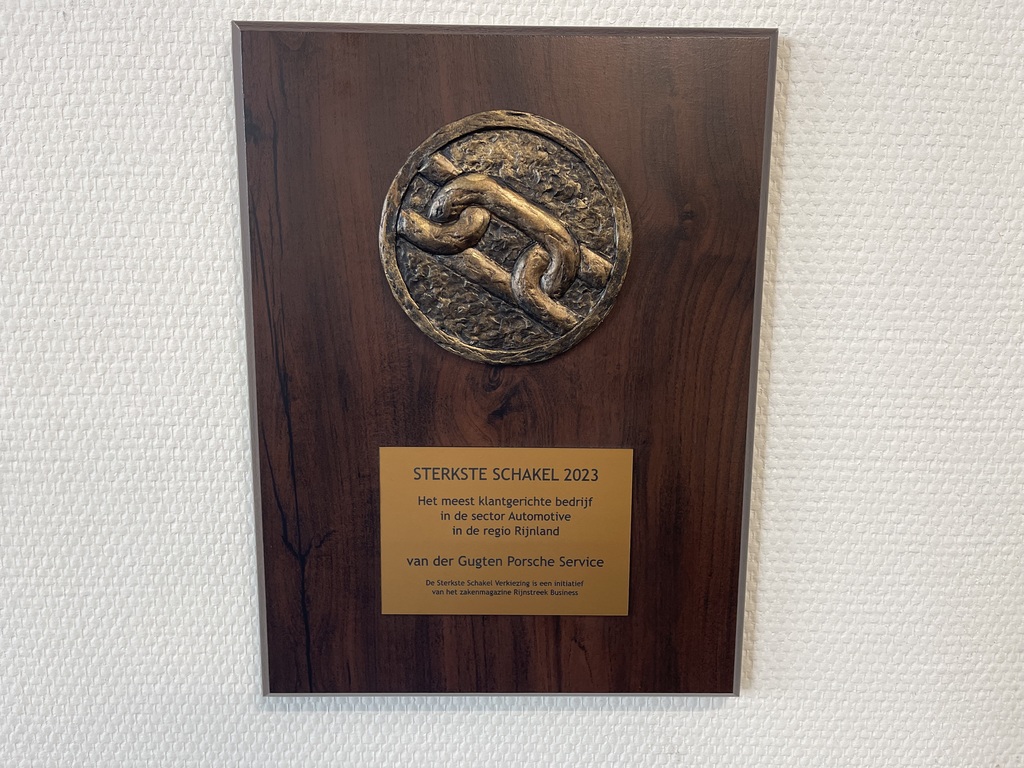 STERKSTE SCHAKEL 2023
Het meest klantgerichte bedrijf
in de sector Automotive
in de regio Rijnland
van der Gugten Porsche Service
De Sterkste Schakel Verkiezing is een initiatief
van het zakenmagazine Rijnstreek Business